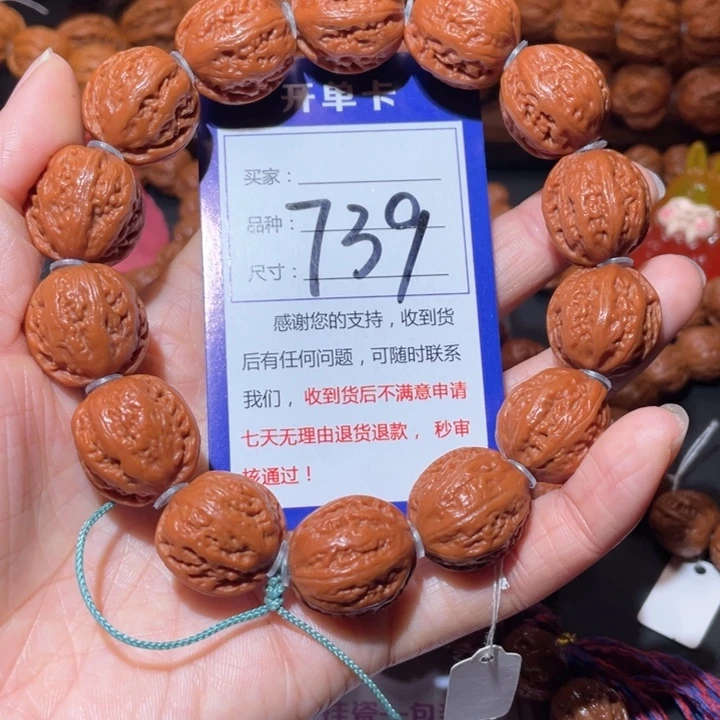 开单卡
买家：
品种：
尺寸：
739
感谢您的支持，收到货
后有任何问题，可随时联系
我们，收到货后不满意申请
七天无理由退货退款，秒审
核通过！